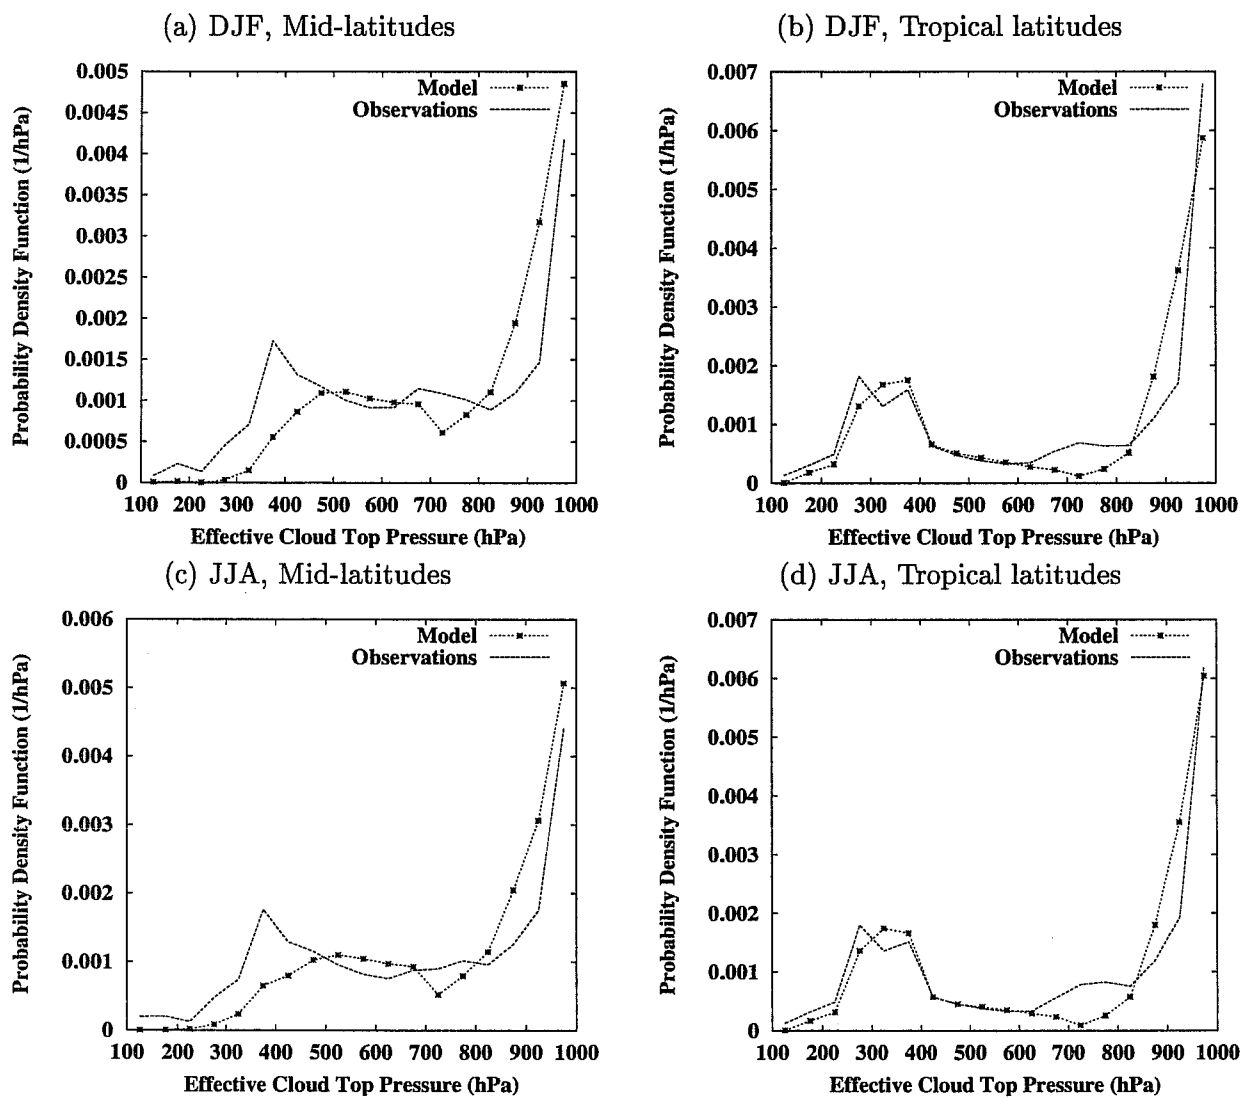 (a) DJF, Mid-latitudes
Probability Density Function (1/hPa)
0.005
0.0045
0.004
0.0035
0.003
0.0025
0.002
0.0015
0.001
0.0005
0
Model
Observations
100 200 300 400 500 600 700 800 900 1000
Effective Cloud Top Pressure (hPa)
(b) DJF, Tropical latitudes
Probability Density Function (1/hPa)
0.007
0.006
0.005
0.004
0.003
0.002
0.001
0
Model
Observations
100 200 300 400 500 600 700 800 900 1000
Effective Cloud Top Pressure (hPa)
(c) JJA, Mid-latitudes
Probability Density Function (1/hPa)
0.006
0.005
0.004
0.003
0.002
0.001
0
Model
Observations
100 200 300 400 500 600 700 800 900 1000
Effective Cloud Top Pressure (hPa)
(d) JJA, Tropical latitudes
Probability Density Function (1/hPa)
0.007
0.006
0.005
0.004
0.003
0.002
0.001
0
Model
Observations
100 200 300 400 500 600 700 800 900 1000
Effective Cloud Top Pressure (hPa)